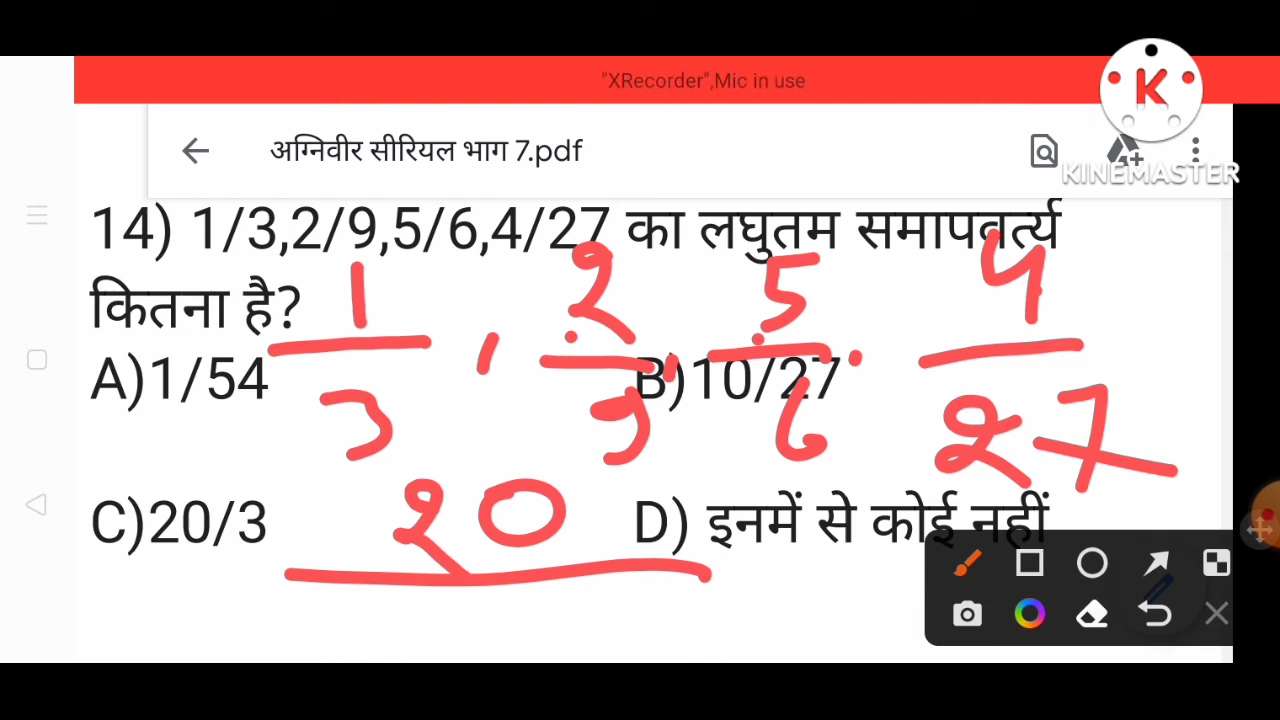 "XRecorder",Mic in use
K
KINEMASTER
अग्निवीर सीरियल भाग 7.pdf
14) 1/3,2/9,5/6,4/27 का लघुतम समापवर्त्य
कितना है?
1/3 , 2/9 , 5/6 . 4/27
A)1/54 B)10/27
C)20/3 D) इनमें से कोई नहीं
20